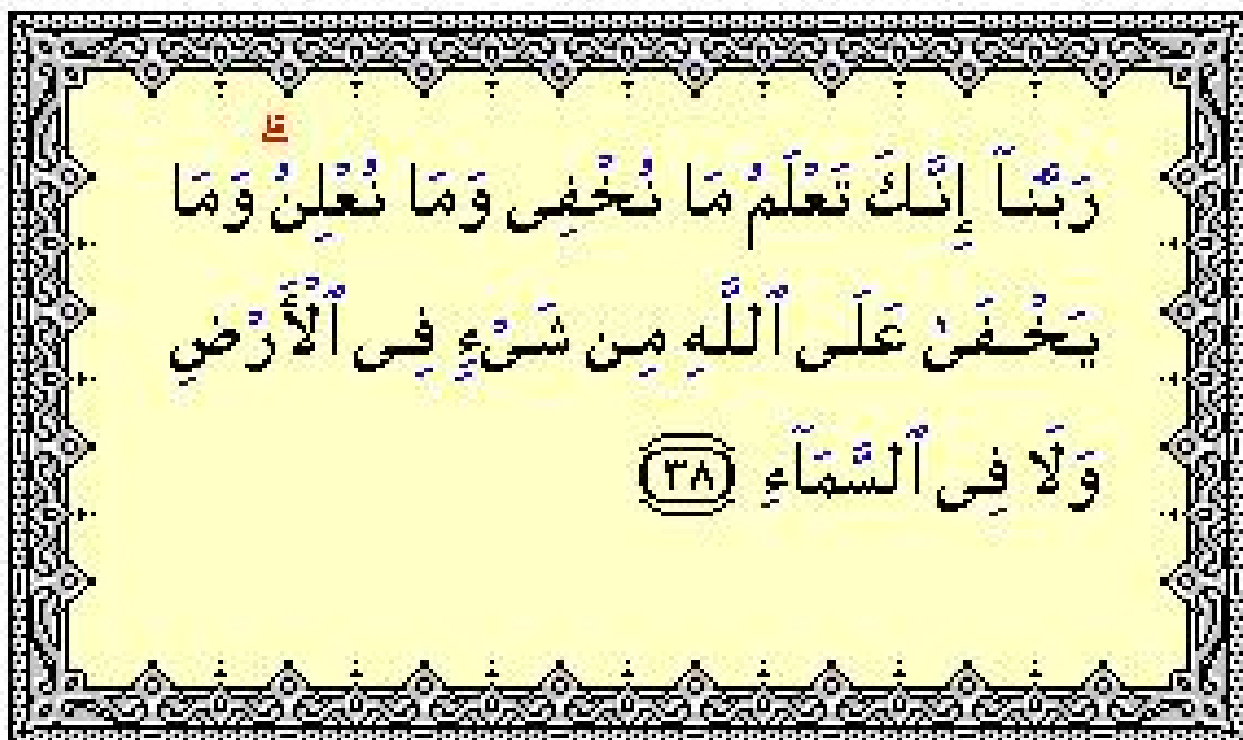 رَبَّنَآ إِنَّكَ تَعْلَمُ مَا نُخْفِى وَمَا نُعْلِنُ ۗ وَمَا
يَخْفَىٰ عَلَى ٱللَّهِ مِن شَىْءٍ فِى ٱلْأَرْضِ
وَلَا فِى ٱلسَّمَآءِ ٣٨